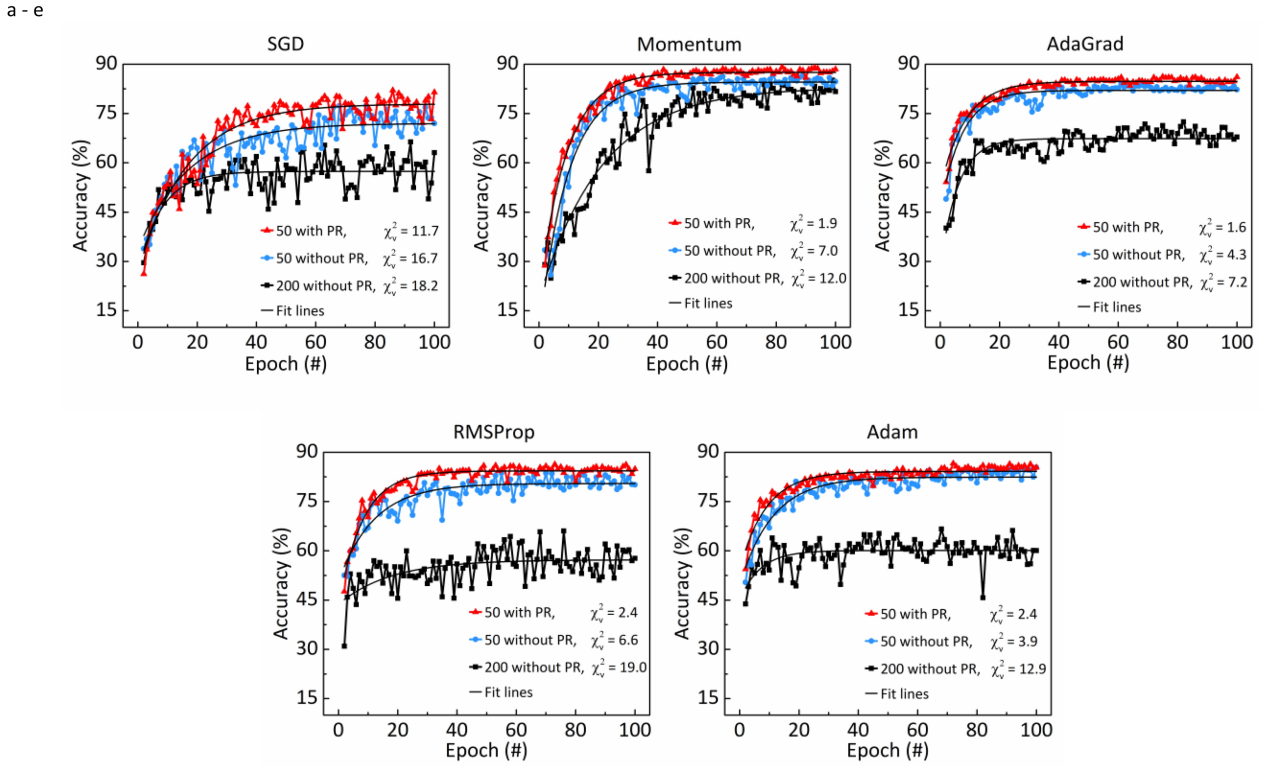 a - e
SGD
90
75
60
45
30
15
Accuracy (%)
50 with PR, χ²ᵥ = 11.7
50 without PR, χ²ᵥ = 16.7
200 without PR, χ²ᵥ = 18.2
Fit lines
0 20 40 60 80 100
Epoch (#)
Momentum
90
75
60
45
30
15
Accuracy (%)
50 with PR, χ²ᵥ = 1.9
50 without PR, χ²ᵥ = 7.0
200 without PR, χ²ᵥ = 12.0
Fit lines
0 20 40 60 80 100
Epoch (#)
AdaGrad
90
75
60
45
30
15
Accuracy (%)
50 with PR, χ²ᵥ = 1.6
50 without PR, χ²ᵥ = 4.3
200 without PR, χ²ᵥ = 7.2
Fit lines
0 20 40 60 80 100
Epoch (#)
RMSProp
90
75
60
45
30
15
Accuracy (%)
50 with PR, χ²ᵥ = 2.4
50 without PR, χ²ᵥ = 6.6
200 without PR, χ²ᵥ = 19.0
Fit lines
0 20 40 60 80 100
Epoch (#)
Adam
90
75
60
45
30
15
Accuracy (%)
50 with PR, χ²ᵥ = 2.4
50 without PR, χ²ᵥ = 3.9
200 without PR, χ²ᵥ = 12.9
Fit lines
0 20 40 60 80 100
Epoch (#)